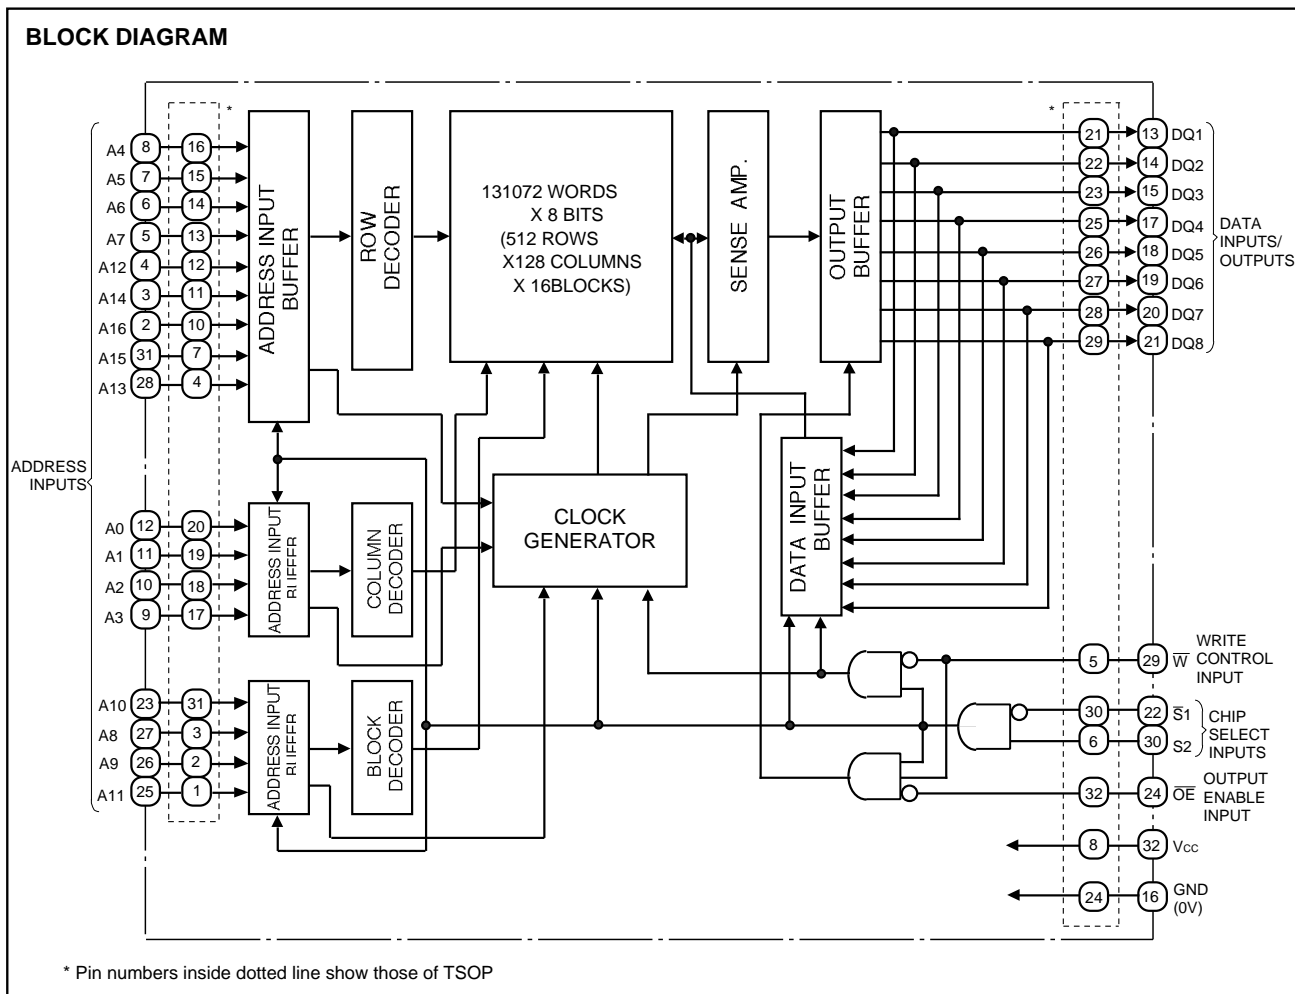 BLOCK DIAGRAM
*
*
A4 8 16
A5 7 15
A6 6 14
A7 5 13
A12 4 12
A14 3 11
A16 2 10
A15 31 7
A13 28 4
ADDRESS
INPUTS
A0 12 20
A1 11 19
A2 10 18
A3 9 17
A10 23 31
A8 27 3
A9 26 2
A11 25 1
ADDRESS INPUT
BUFFER
ROW
DECODER
131072 WORDS
X 8 BITS
(512 ROWS
X128 COLUMNS
X 16BLOCKS)
SENSE AMP.
OUTPUT
BUFFER
21 13 DQ1
22 14 DQ2
23 15 DQ3
25 17 DQ4
26 18 DQ5
27 19 DQ6
28 20 DQ7
29 21 DQ8
DATA
INPUTS/
OUTPUTS
ADDRESS INPUT
BUFFER
COLUMN
DECODER
CLOCK
GENERATOR
DATA INPUT
BUFFER
ADDRESS INPUT
BUFFER
BLOCK
DECODER
5 29 W̅
WRITE
CONTROL
INPUT
30 22 S̅1
6 30 S2
CHIP
SELECT
INPUTS
32 24 O̅E̅
OUTPUT
ENABLE
INPUT
8 32 Vcc
24 16 GND
(0V)
* Pin numbers inside dotted line show those of TSOP